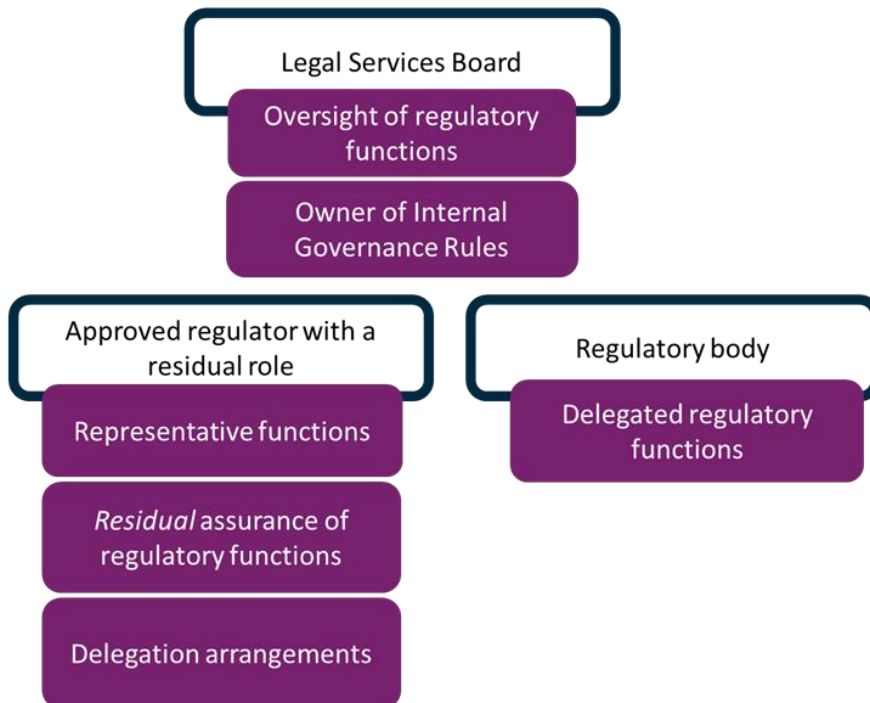 Legal Services Board
Oversight of regulatory
functions
Owner of Internal
Governance Rules
Approved regulator with a
residual role
Representative functions
Residual assurance of
regulatory functions
Delegation arrangements
Regulatory body
Delegated regulatory
functions